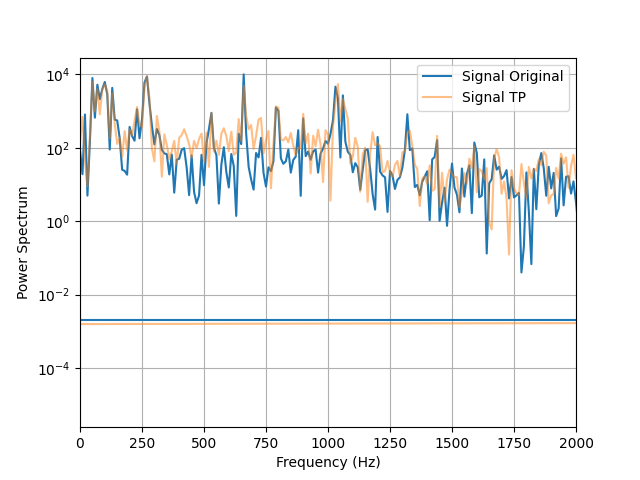 Signal Original
Signal TP
10^4
10^2
10^0
10^-2
10^-4
Power Spectrum
0 250 500 750 1000 1250 1500 1750 2000
Frequency (Hz)